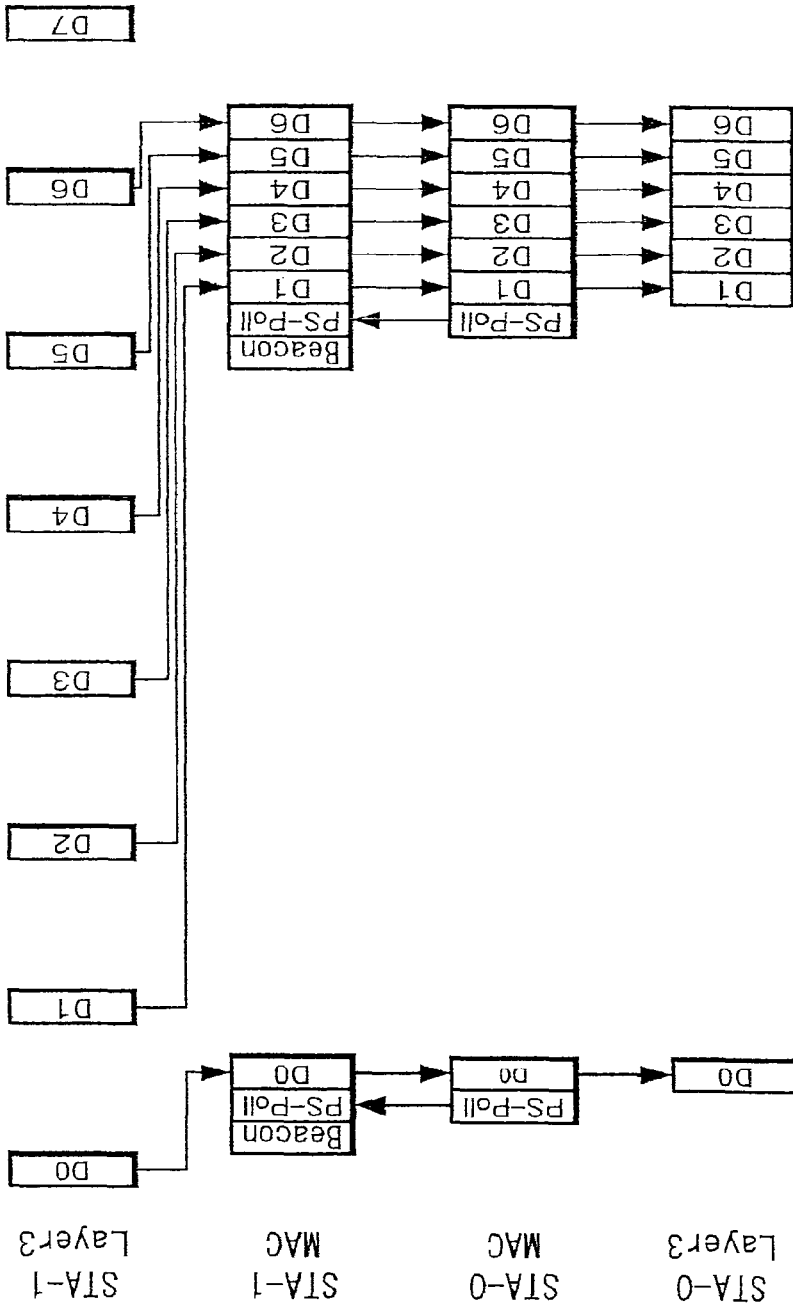 STA-0 STA-0 STA-1 STA-1
Layer3 MAC MAC Layer3
D0
Beacon
PS-Poll PS-Poll
D0 D0 D0
D1
D2
D3
D4
Beacon D5
PS-Poll PS-Poll
D1 D1 D1
D2 D2 D2
D3 D3 D3
D4 D4 D4 D6
D5 D5 D5
D6 D6 D6
D7